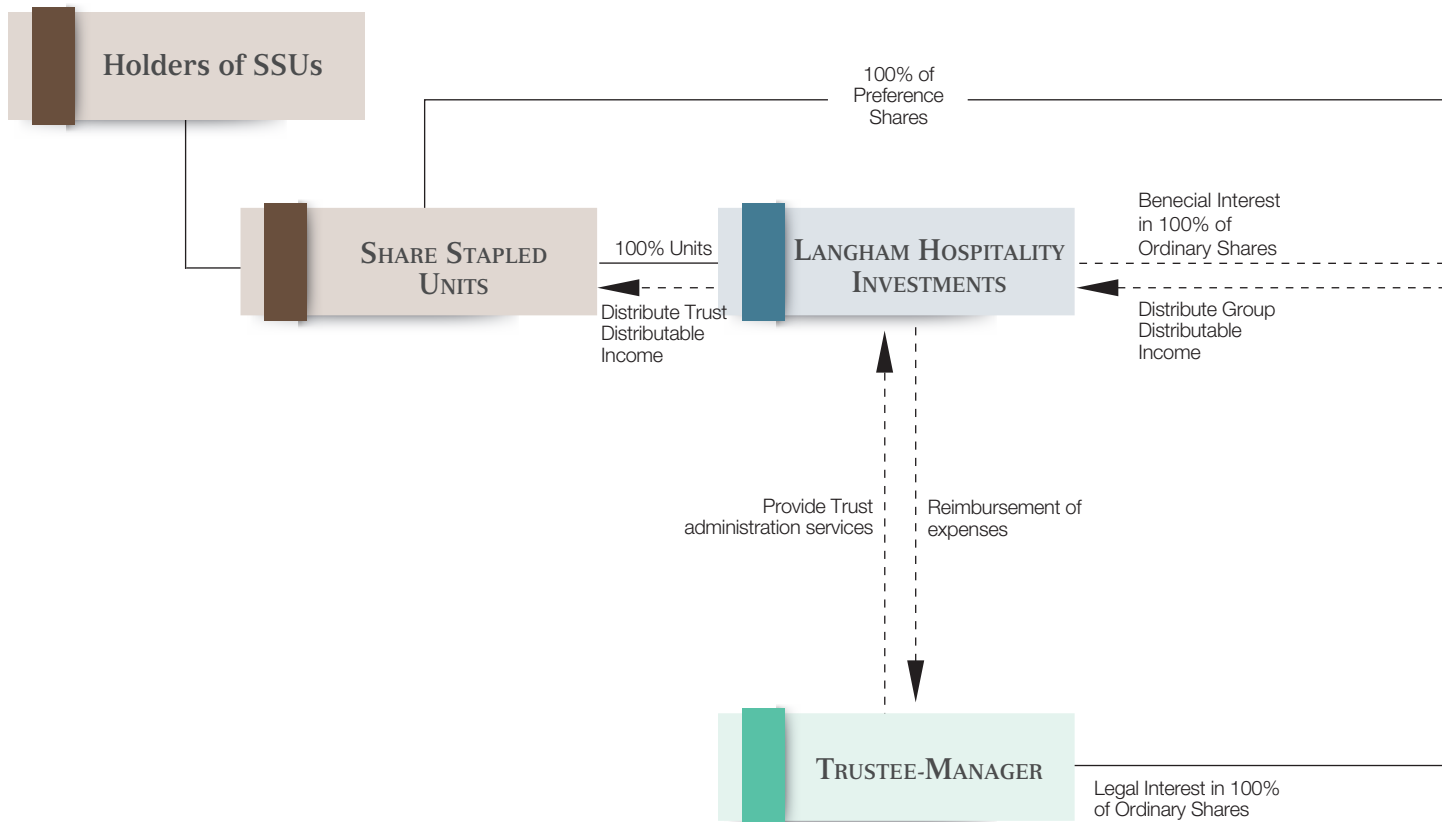 Holders of SSUs
100% of
Preference
Shares
SHARE STAPLED
UNITS
100% Units
Distribute Trust
Distributable
Income
LANGHAM HOSPITALITY
INVESTMENTS
Benecial Interest
in 100% of
Ordinary Shares
Distribute Group
Distributable
Income
Provide Trust
administration services
Reimbursement of
expenses
TRUSTEE-MANAGER
Legal Interest in 100%
of Ordinary Shares